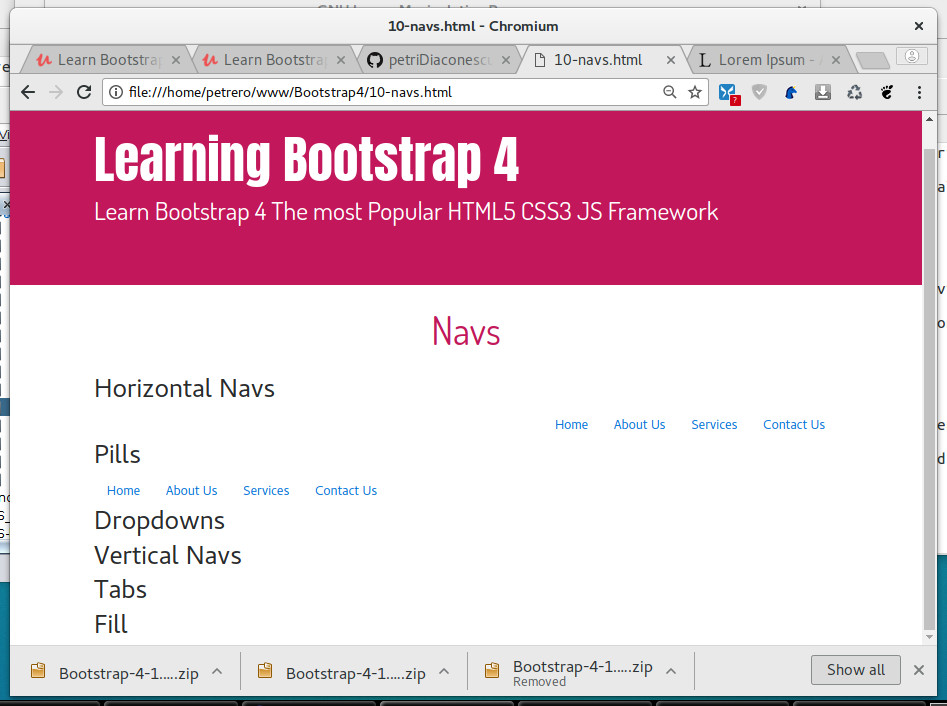 10-navs.html - Chromium
Learn Bootstra
Learn Bootstra
petriDiaconesc
10-navs.html
Lorem Ipsum - A
file:///home/petrero/www/Bootstrap4/10-navs.html
Learning Bootstrap 4
Learn Bootstrap 4 The most Popular HTML5 CSS3 JS Framework
Navs
Horizontal Navs
Home About Us Services Contact Us
Pills
Home About Us Services Contact Us
Dropdowns
Vertical Navs
Tabs
Fill
Bootstrap-4-1.....zip
Bootstrap-4-1.....zip
Bootstrap-4-1.....zip
Removed
Show all